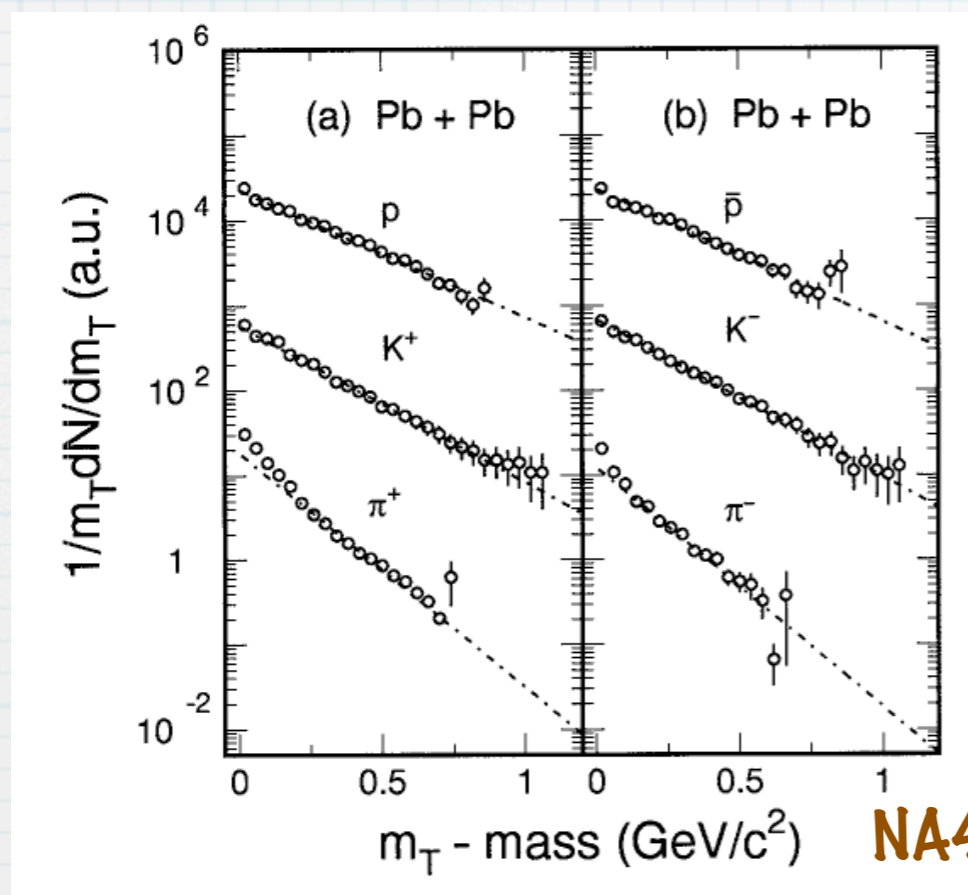 10^6
(a) Pb + Pb
(b) Pb + Pb
p
p̄
10^4
K^+
K^-
10^2
π^+
π^-
1
10^-2
0 0.5 1 0 0.5 1
m_T - mass (GeV/c^2)
1/m_T dN/dm_T (a.u.)